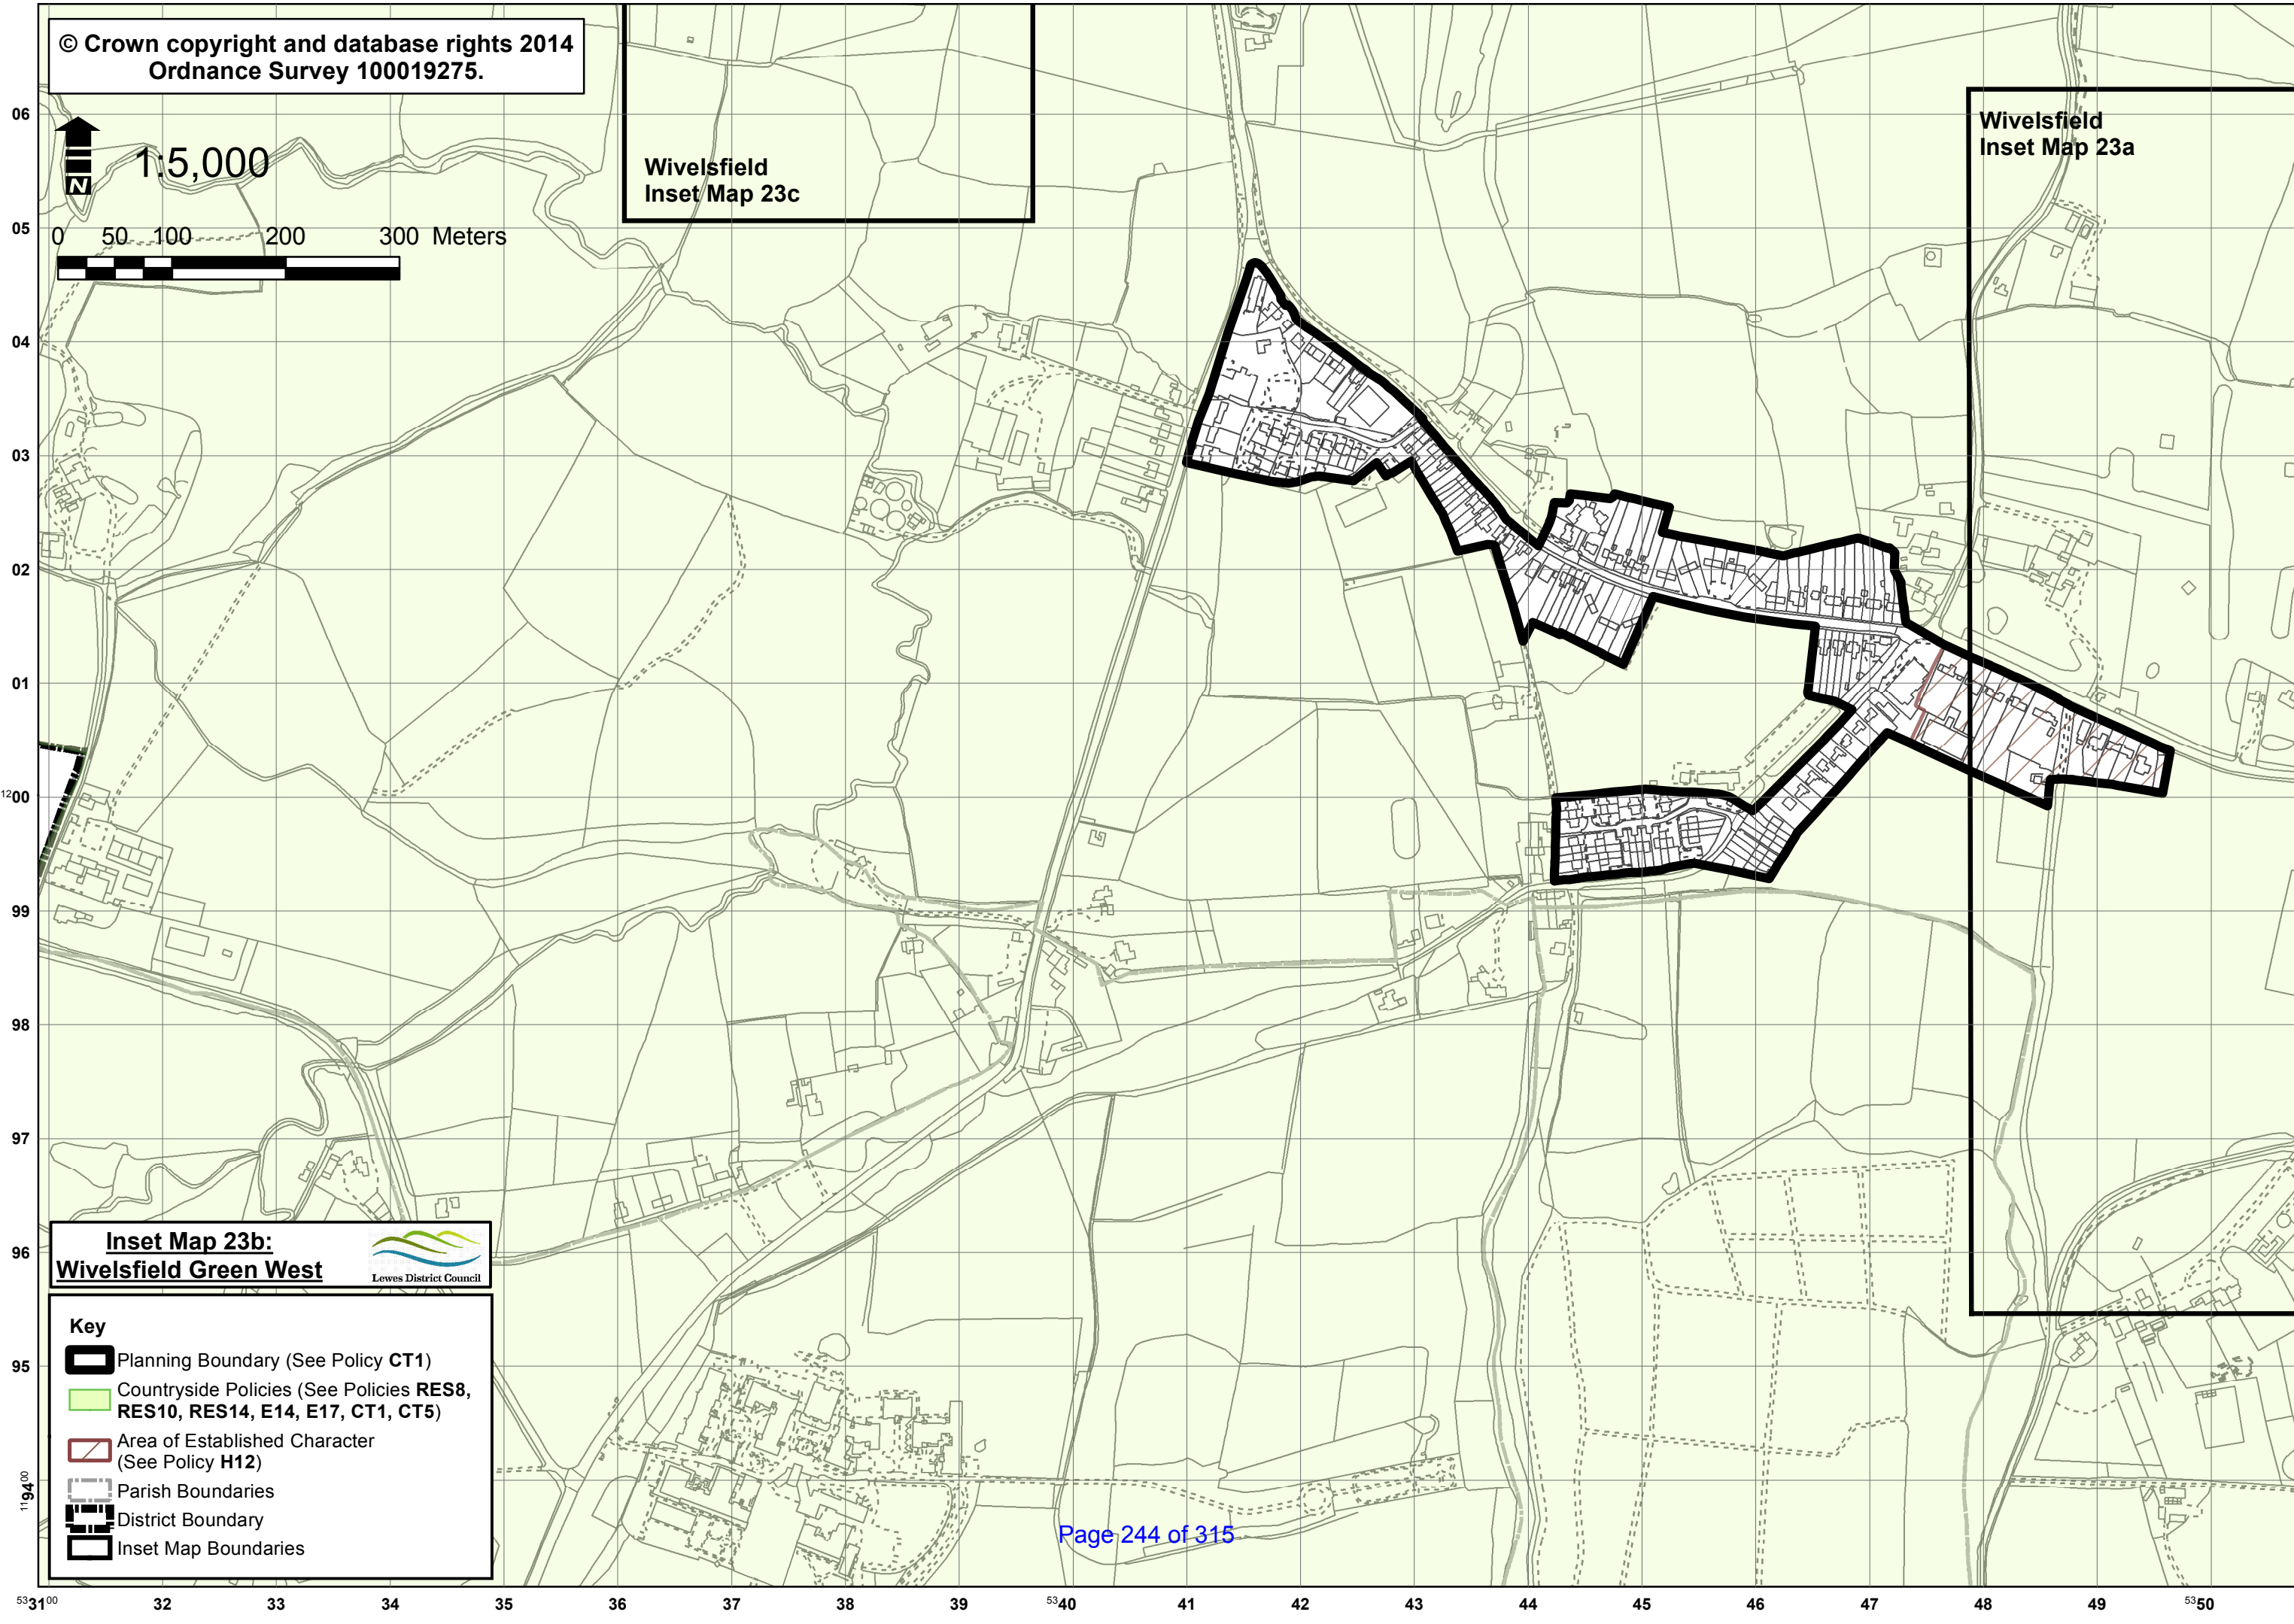 © Crown copyright and database rights 2014
Ordnance Survey 100019275.
Wivelsfield
Inset Map 23c
Wivelsfield
Inset Map 23a
N
1:5,000
0 50 100 200 300 Meters
06
05
04
03
02
01
1200
99
98
97
96
95
119400
Inset Map 23b:
Wivelsfield Green West
Lewes District Council
Key
Planning Boundary (See Policy CT1)
Countryside Policies (See Policies RES8,
RES10, RES14, E14, E17, CT1, CT5)
Area of Established Character
(See Policy H12)
Parish Boundaries
District Boundary
Inset Map Boundaries
Page 244 of 315
533100 32 33 34 35 36 37 38 39 5340 41 42 43 44 45 46 47 48 49 5350